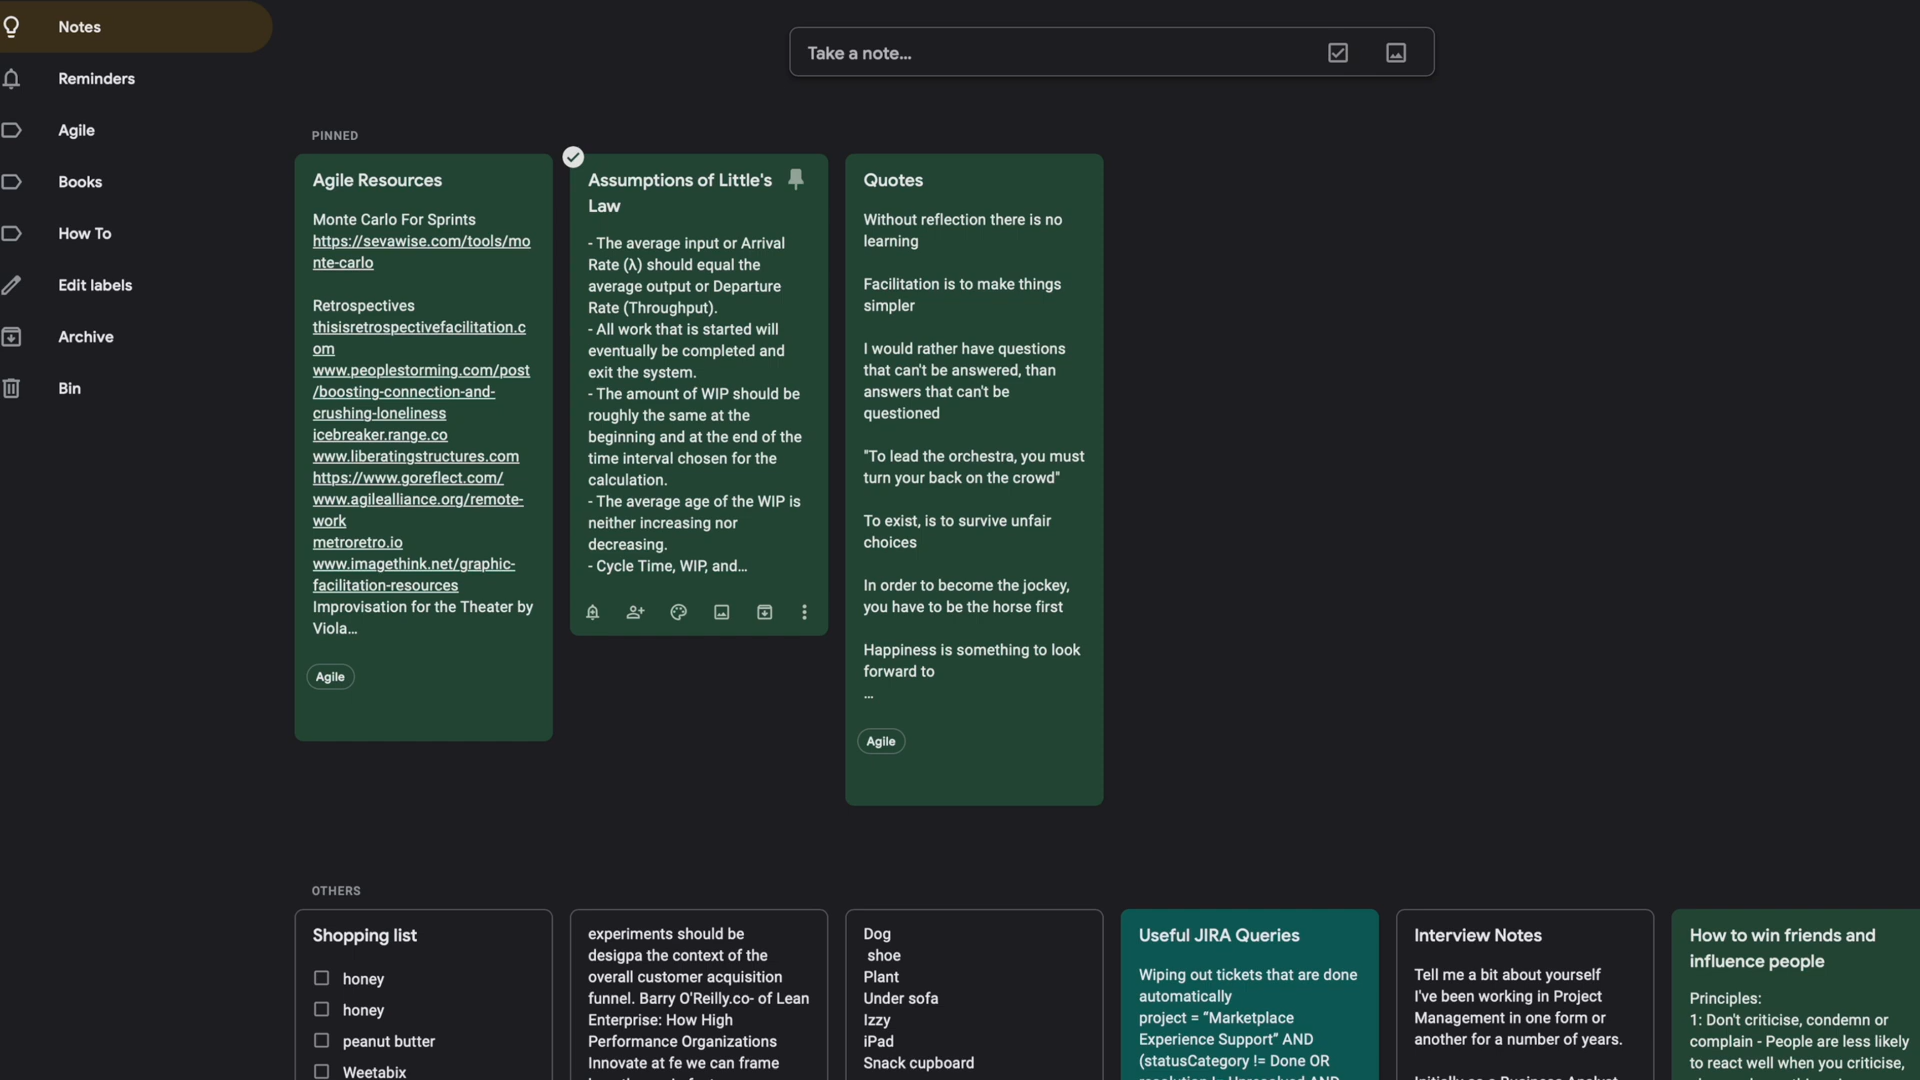 Notes
Reminders
Agile
Books
How To
Edit labels
Archive
Bin
Take a note...
PINNED
Agile Resources
Monte Carlo For Sprints
https://sevawise.com/tools/mo
nte-carlo
Retrospectives
thisisretrospectivefacilitation.c
om
www.peoplestorming.com/post
/boosting-connection-and-
crushing-loneliness
icebreaker.range.co
www.liberatingstructures.com
https://www.goreflect.com/
www.agilealliance.org/remote-
work
metroretro.io
www.imagethink.net/graphic-
facilitation-resources
Improvisation for the Theater by
Viola...
Agile
Assumptions of Little's
Law
- The average input or Arrival
Rate (λ) should equal the
average output or Departure
Rate (Throughput).
- All work that is started will
eventually be completed and
exit the system.
- The amount of WIP should be
roughly the same at the
beginning and at the end of the
time interval chosen for the
calculation.
- The average age of the WIP is
neither increasing nor
decreasing.
- Cycle Time, WIP, and...
Quotes
Without reflection there is no
learning
Facilitation is to make things
simpler
I would rather have questions
that can't be answered, than
answers that can't be
questioned
"To lead the orchestra, you must
turn your back on the crowd"
To exist, is to survive unfair
choices
In order to become the jockey,
you have to be the horse first
Happiness is something to look
forward to
...
Agile
OTHERS
Shopping list
honey
honey
peanut butter
Weetabix
experiments should be
desigpa the context of the
overall customer acquisition
funnel. Barry O'Reilly.co- of Lean
Enterprise: How High
Performance Organizations
Innovate at fe we can frame
Dog
shoe
Plant
Under sofa
Izzy
iPad
Snack cupboard
Useful JIRA Queries
Wiping out tickets that are done
automatically
project = “Marketplace
Experience Support” AND
(statusCategory != Done OR
Interview Notes
Tell me a bit about yourself
I've been working in Project
Management in one form or
another for a number of years.
How to win friends and
influence people
Principles:
1: Don't criticise, condemn or
complain - People are less likely
to react well when you criticise,